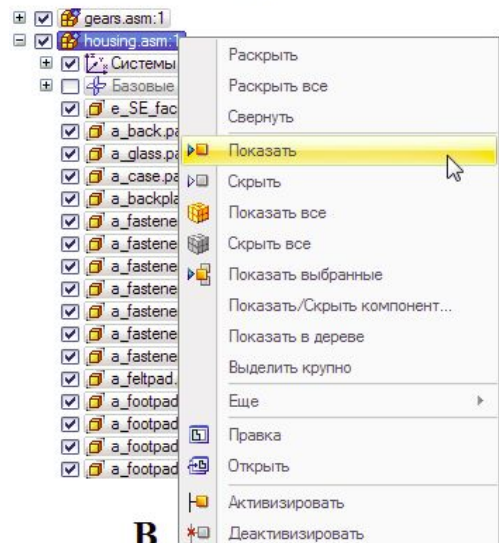 gears.asm:1
housing.asm:1
Системы
Базовые
e_SE_fac
a_back.pa
a_glass.pa
a_case.pa
a_backpla
a_fastene
a_fastene
a_fastene
a_fastene
a_fastene
a_fastene
a_fastene
a_feltpad.
a_footpad
a_footpad
a_footpad
a_footpad
Раскрыть
Раскрыть все
Свернуть
Показать
Скрыть
Показать все
Скрыть все
Показать выбранные
Показать/Скрыть компонент...
Показать в дереве
Выделить крупно
Еще
Правка
Открыть
Активизировать
Деактивизировать
В